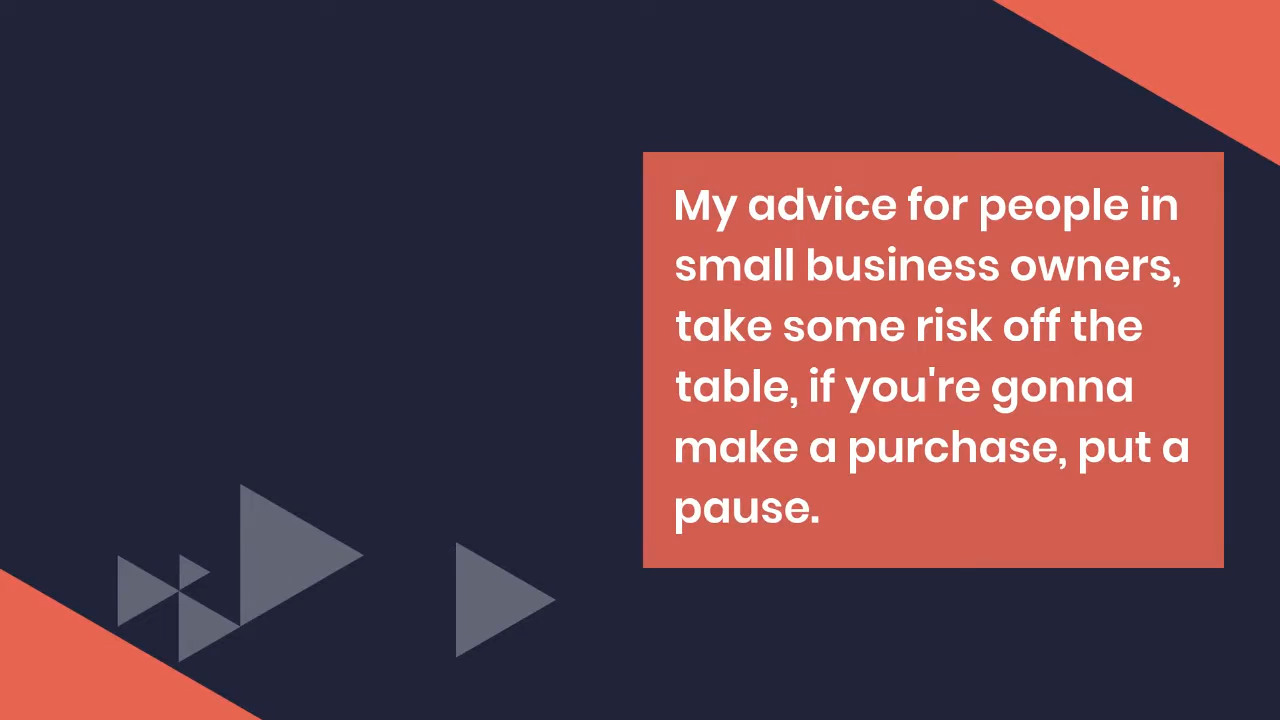 My advice for people in
small business owners,
take some risk off the
table, if you're gonna
make a purchase, put a
pause.